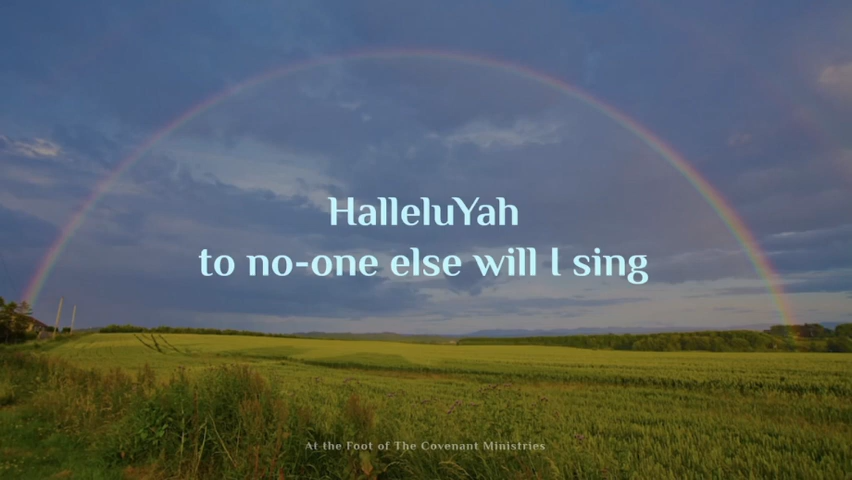 HalleluYah
to no-one else will I sing
At the Foot of The Covenant Ministries